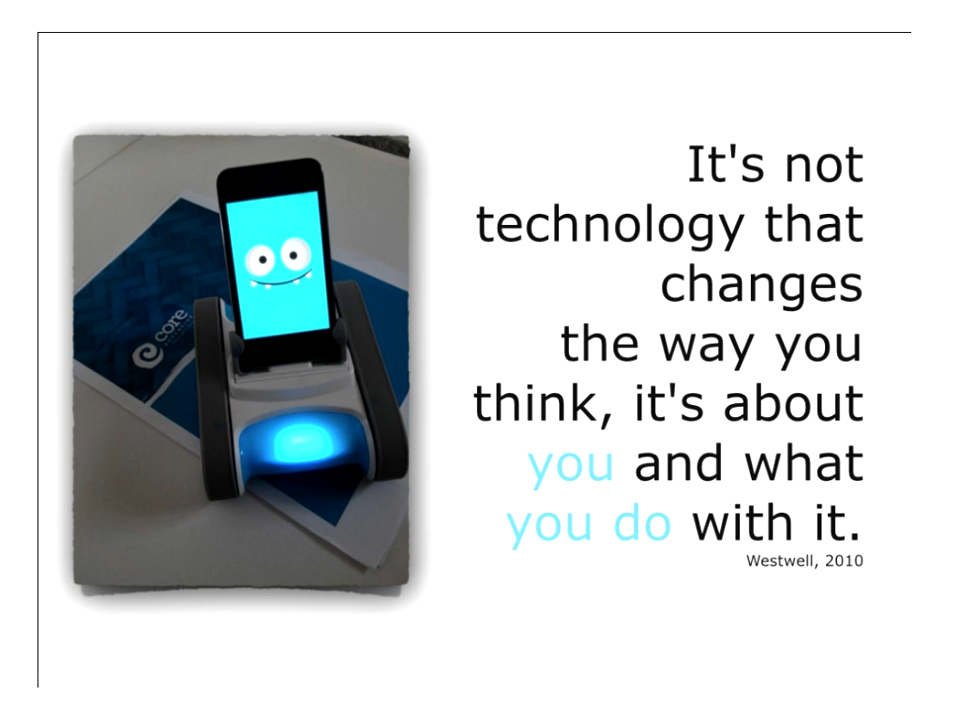 It's not
technology that
changes
the way you
think, it's about
you and what
you do with it.
Westwell, 2010
core